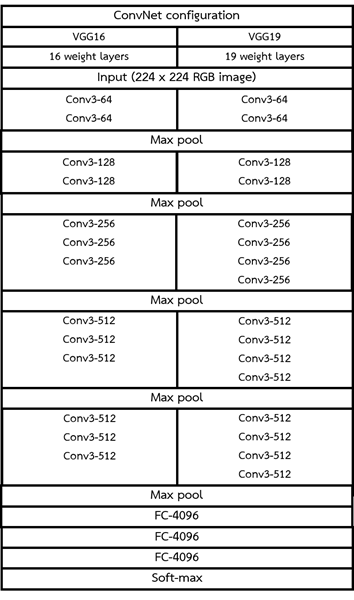 ConvNet configuration
VGG16 VGG19
16 weight layers 19 weight layers
Input (224 x 224 RGB image)
Conv3-64 Conv3-64
Conv3-64 Conv3-64
Max pool
Conv3-128 Conv3-128
Conv3-128 Conv3-128
Max pool
Conv3-256 Conv3-256
Conv3-256 Conv3-256
Conv3-256 Conv3-256
Conv3-256
Max pool
Conv3-512 Conv3-512
Conv3-512 Conv3-512
Conv3-512 Conv3-512
Conv3-512
Max pool
Conv3-512 Conv3-512
Conv3-512 Conv3-512
Conv3-512 Conv3-512
Conv3-512
Max pool
FC-4096
FC-4096
FC-4096
Soft-max